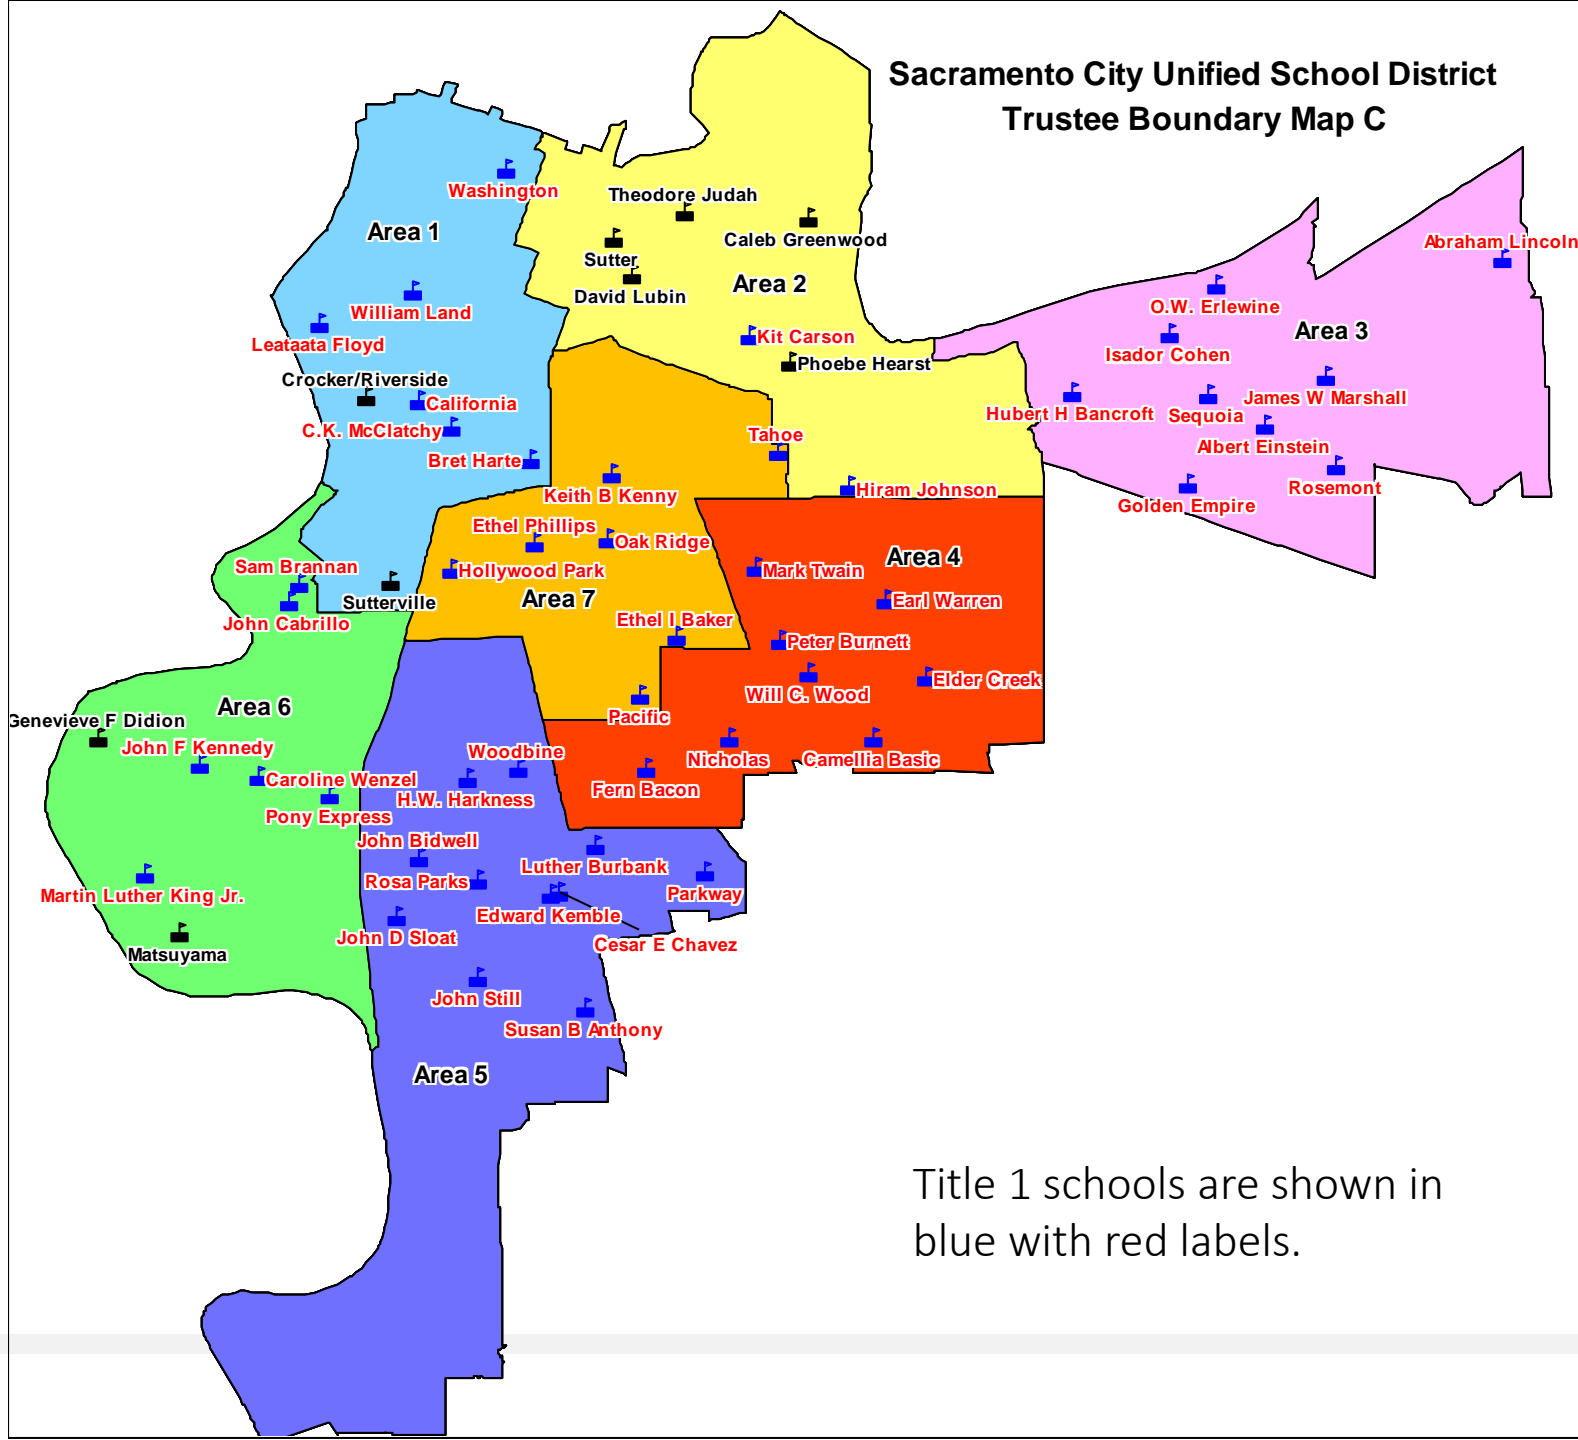 Sacramento City Unified School District
Trustee Boundary Map C
Washington
Theodore Judah
Area 1
Caleb Greenwood
Sutter
Abraham Lincoln
Area 2
David Lubin
William Land
O.W. Erlewine
Area 3
Leataata Floyd
Kit Carson
Isador Cohen
Phoebe Hearst
Crocker/Riverside
California
James W Marshall
Hubert H Bancroft
Sequoia
C.K. McClatchy
Tahoe
Albert Einstein
Bret Harte
Keith B Kenny
Hiram Johnson
Rosemont
Golden Empire
Ethel Phillips
Oak Ridge
Area 4
Sam Brannan
Hollywood Park
Mark Twain
Sutterville
Area 7
Earl Warren
John Cabrillo
Ethel I Baker
Peter Burnett
Elder Creek
Will C. Wood
Area 6
Pacific
Genevieve F Didion
John F Kennedy
Woodbine
Nicholas
Camellia Basic
Caroline Wenzel
H.W. Harkness
Fern Bacon
Pony Express
John Bidwell
Luther Burbank
Rosa Parks
Parkway
Martin Luther King Jr.
Edward Kemble
John D Sloat
Cesar E Chavez
Matsuyama
John Still
Susan B Anthony
Area 5
Title 1 schools are shown in
blue with red labels.